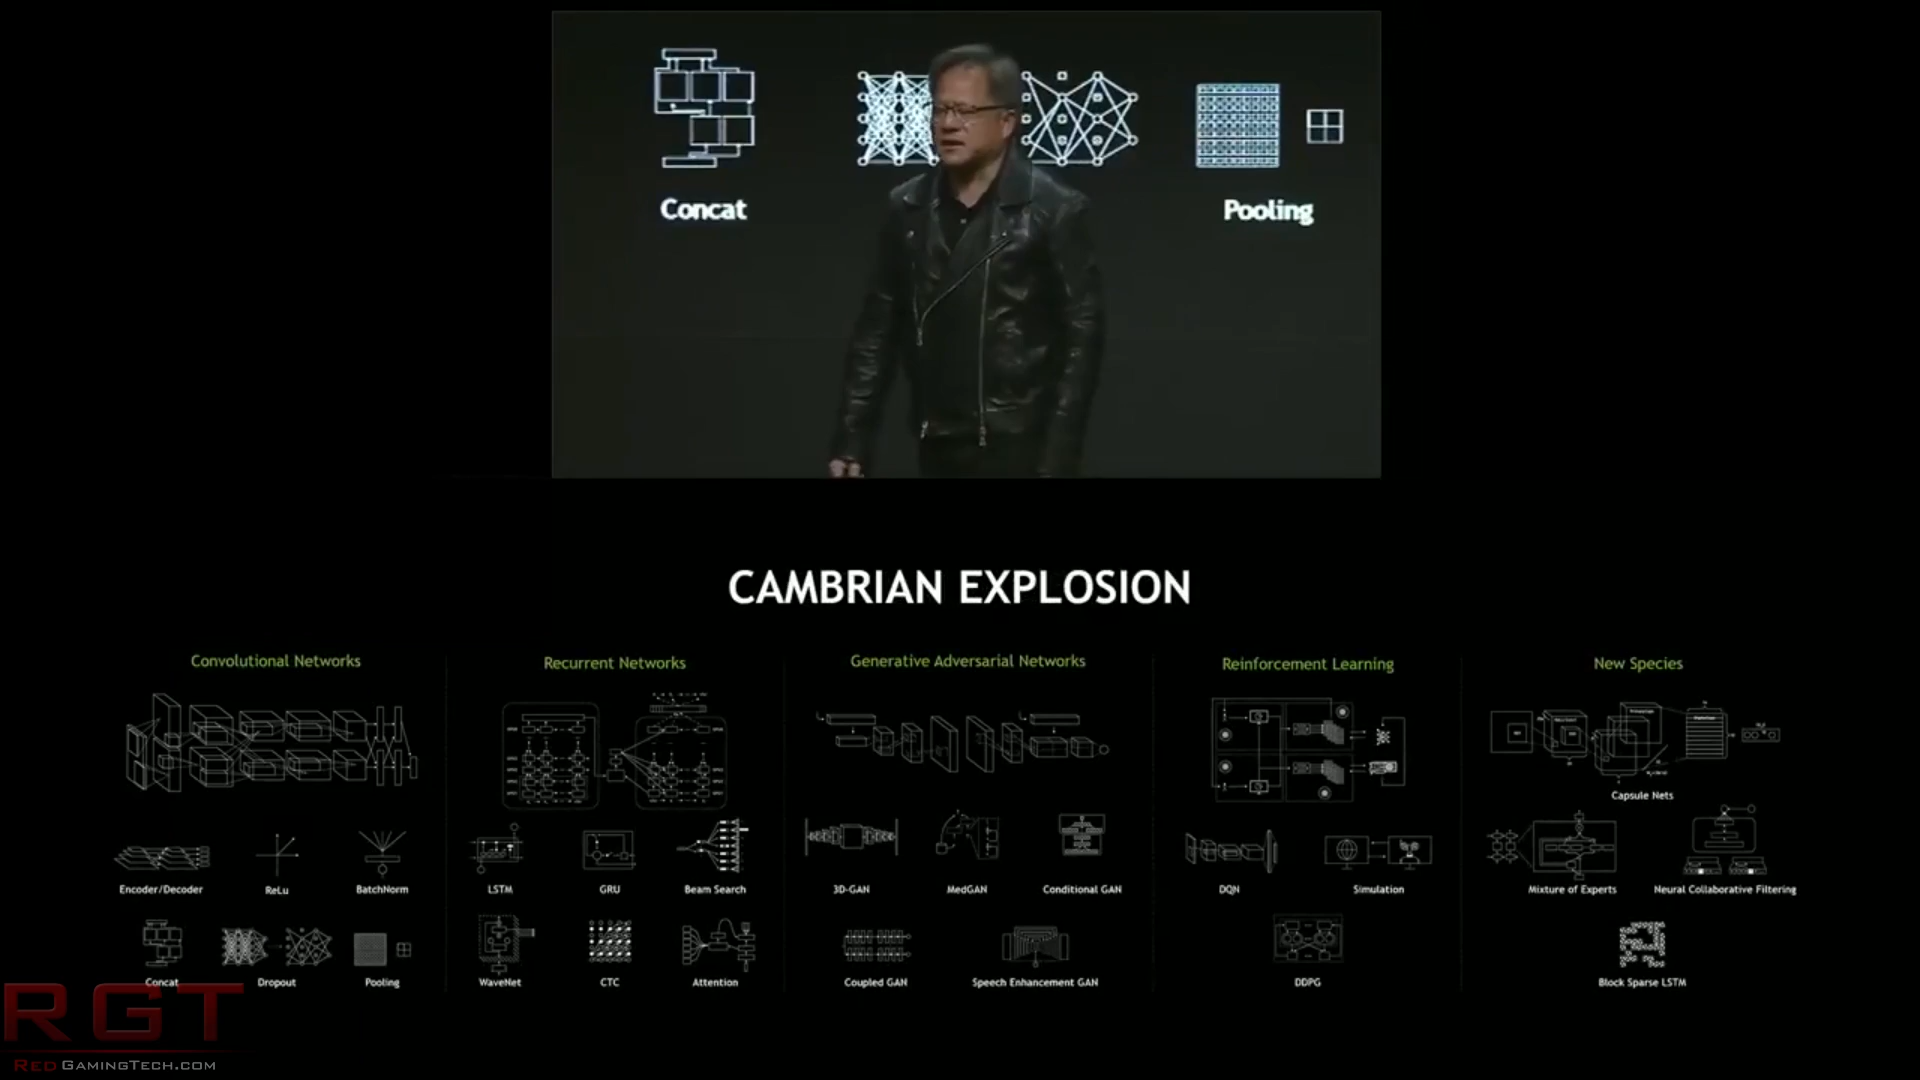 Concat
Pooling
CAMBRIAN EXPLOSION
Convolutional Networks
Encoder/Decoder
ReLu
BatchNorm
Concat
Dropout
Pooling
Recurrent Networks
LSTM
GRU
Beam Search
WaveNet
CTC
Attention
Generative Adversarial Networks
3D-GAN
MedGAN
Conditional GAN
Coupled GAN
Speech Enhancement GAN
Reinforcement Learning
DQN
Simulation
DDPG
New Species
Capsule Nets
Mixture of Experts
Neural Collaborative Filtering
Block Sparse LSTM
RGT
REDGAMINGTECH.COM